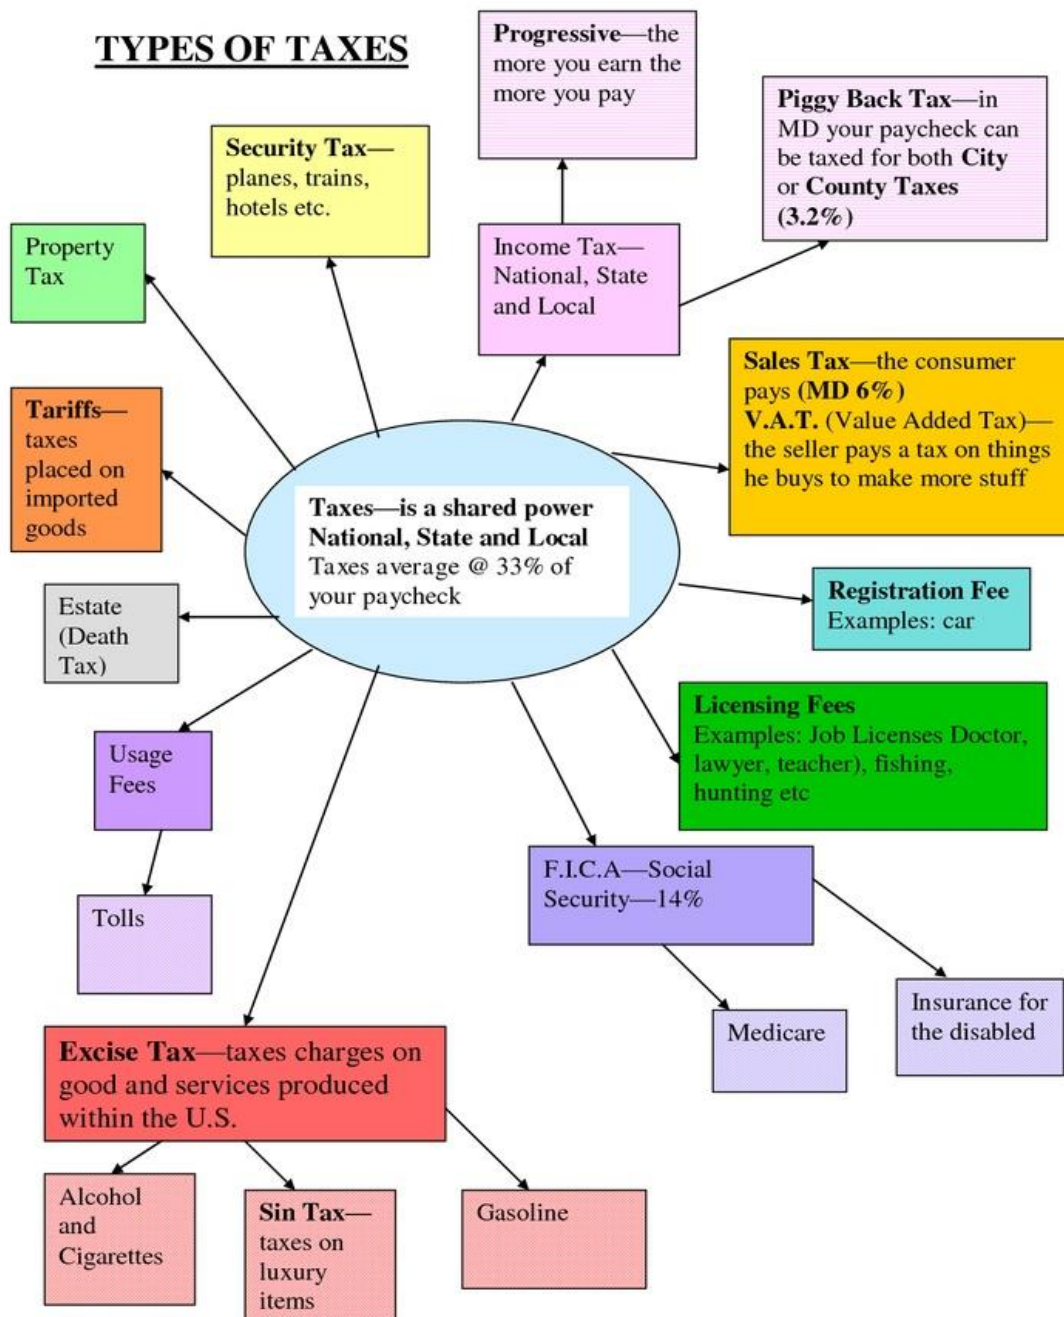 TYPES OF TAXES
Progressive—the
more you earn the
more you pay
Piggy Back Tax—in
MD your paycheck can
be taxed for both City
or County Taxes
(3.2%)
Security Tax—
planes, trains,
hotels etc.
Property
Tax
Income Tax—
National, State
and Local
Sales Tax—the consumer
pays (MD 6%)
V.A.T. (Value Added Tax)—
the seller pays a tax on things
he buys to make more stuff
Tariffs—
taxes
placed on
imported
goods
Taxes—is a shared power
National, State and Local
Taxes average @ 33% of
your paycheck
Estate
(Death
Tax)
Registration Fee
Examples: car
Licensing Fees
Examples: Job Licenses Doctor,
lawyer, teacher), fishing,
hunting etc
Usage
Fees
F.I.C.A—Social
Security—14%
Tolls
Medicare
Insurance for
the disabled
Excise Tax—taxes charges on
good and services produced
within the U.S.
Alcohol
and
Cigarettes
Sin Tax—
taxes on
luxury
items
Gasoline